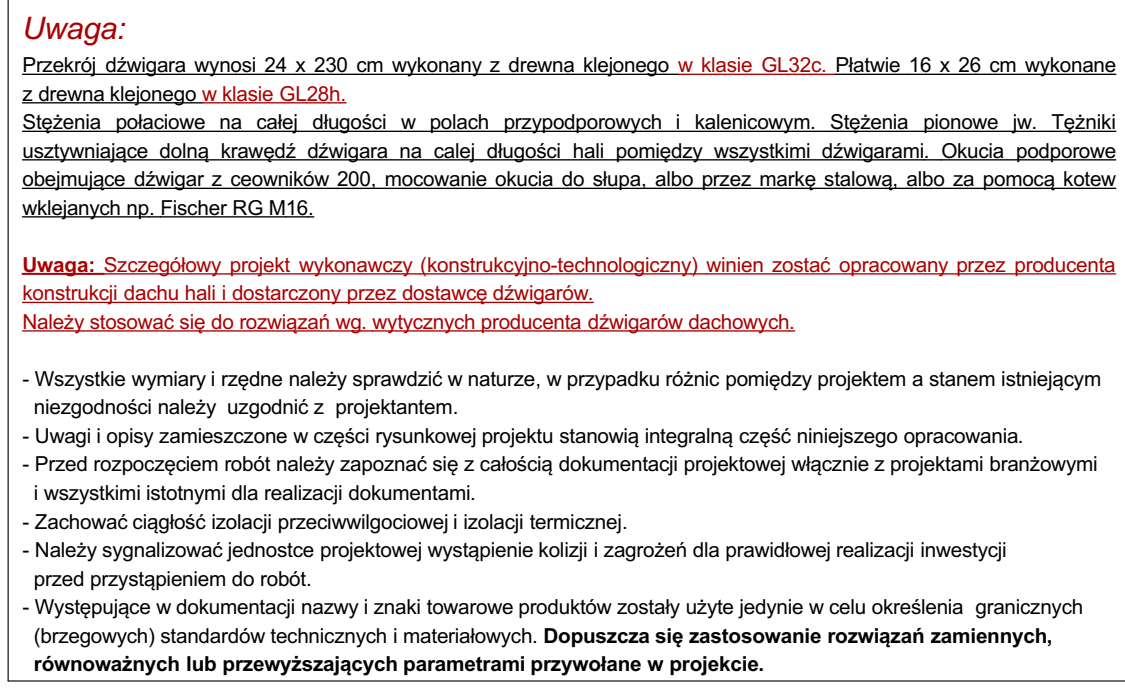 Uwaga:
Przekrój dźwigara wynosi 24 x 230 cm wykonany z drewna klejonego w klasie GL32c. Płatwie 16 x 26 cm wykonane
z drewna klejonego w klasie GL28h.
Stężenia połaciowe na całej długości w polach przypodporowych i kalenicowym. Stężenia pionowe jw. Tężniki
usztywniające dolną krawędź dźwigara na calej długości hali pomiędzy wszystkimi dźwigarami. Okucia podporowe
obejmujące dźwigar z ceowników 200, mocowanie okucia do słupa, albo przez markę stalową, albo za pomocą kotew
wklejanych np. Fischer RG M16.
Uwaga: Szczegółowy projekt wykonawczy (konstrukcyjno-technologiczny) winien zostać opracowany przez producenta
konstrukcji dachu hali i dostarczony przez dostawcę dźwigarów.
Należy stosować się do rozwiązań wg. wytycznych producenta dźwigarów dachowych.
- Wszystkie wymiary i rzędne należy sprawdzić w naturze, w przypadku różnic pomiędzy projektem a stanem istniejącym
niezgodności należy uzgodnić z projektantem.
- Uwagi i opisy zamieszczone w części rysunkowej projektu stanowią integralną część niniejszego opracowania.
- Przed rozpoczęciem robót należy zapoznać się z całością dokumentacji projektowej włącznie z projektami branżowymi
i wszystkimi istotnymi dla realizacji dokumentami.
- Zachować ciągłość izolacji przeciwwilgociowej i izolacji termicznej.
- Należy sygnalizować jednostce projektowej wystąpienie kolizji i zagrożeń dla prawidłowej realizacji inwestycji
przed przystąpieniem do robót.
- Występujące w dokumentacji nazwy i znaki towarowe produktów zostały użyte jedynie w celu określenia granicznych
(brzegowych) standardów technicznych i materiałowych. Dopuszcza się zastosowanie rozwiązań zamiennych,
równoważnych lub przewyższających parametrami przywołane w projekcie.